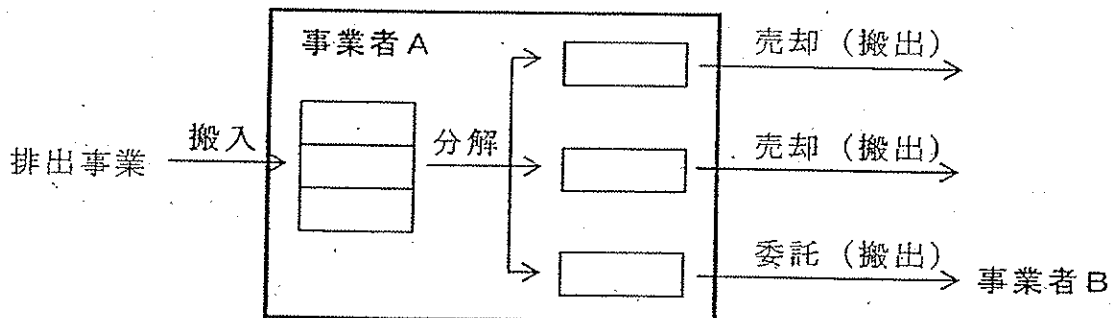 事業者A
売却（搬出）
搬入
分解
排出事業
売却（搬出）
委託（搬出）
事業者B